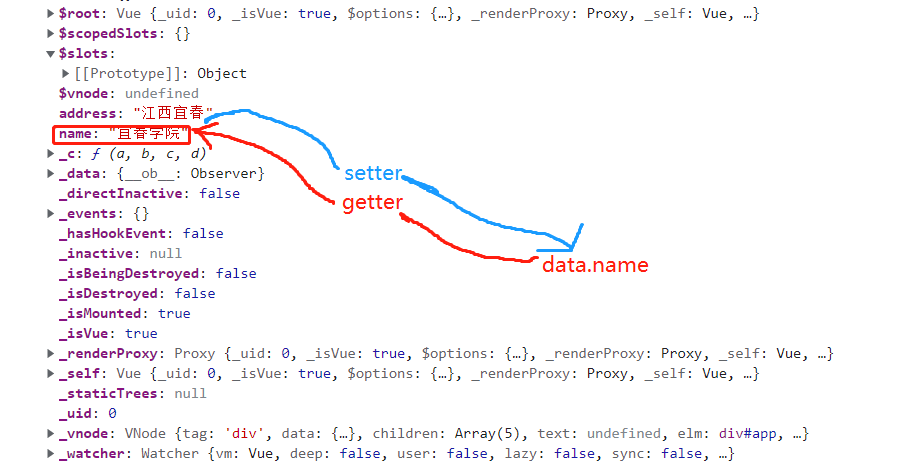 $root: Vue {_uid: 0, _isVue: true, $options: {…}, _renderProxy: Proxy, _self: Vue, …}
$scopedSlots: {}
$slots:
[[Prototype]]: Object
$vnode: undefined
address: "江西宜春"
name: "宜春学院"
_c: ƒ (a, b, c, d)
_data: {__ob__: Observer}
setter
_directInactive: false
getter
_events: {}
_hasHookEvent: false
_inactive: null
data.name
_isBeingDestroyed: false
_isDestroyed: false
_isMounted: true
_isVue: true
_renderProxy: Proxy {_uid: 0, _isVue: true, $options: {…}, _renderProxy: Proxy, _self: Vue, …}
_self: Vue {_uid: 0, _isVue: true, $options: {…}, _renderProxy: Proxy, _self: Vue, …}
_staticTrees: null
_uid: 0
_vnode: VNode {tag: 'div', data: {…}, children: Array(5), text: undefined, elm: div#app, …}
_watcher: Watcher {vm: Vue, deep: false, user: false, lazy: false, sync: false, …}